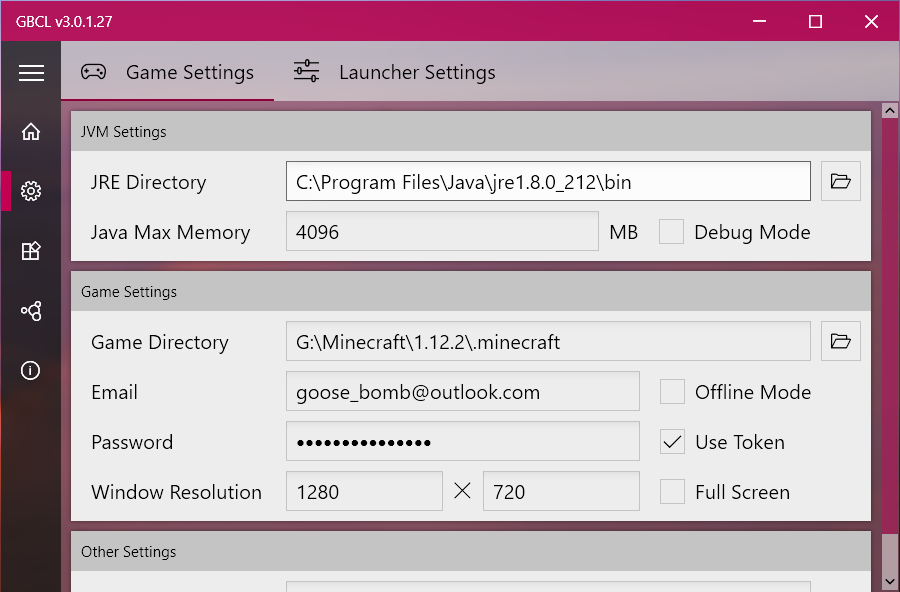 GBCL v3.0.1.27
Game Settings Launcher Settings
JVM Settings
JRE Directory C:\Program Files\Java\jre1.8.0_212\bin
Java Max Memory 4096 MB Debug Mode
Game Settings
Game Directory G:\Minecraft\1.12.2\.minecraft
Email goose_bomb@outlook.com Offline Mode
Password ••••••••••••••• Use Token
Window Resolution 1280 × 720 Full Screen
Other Settings